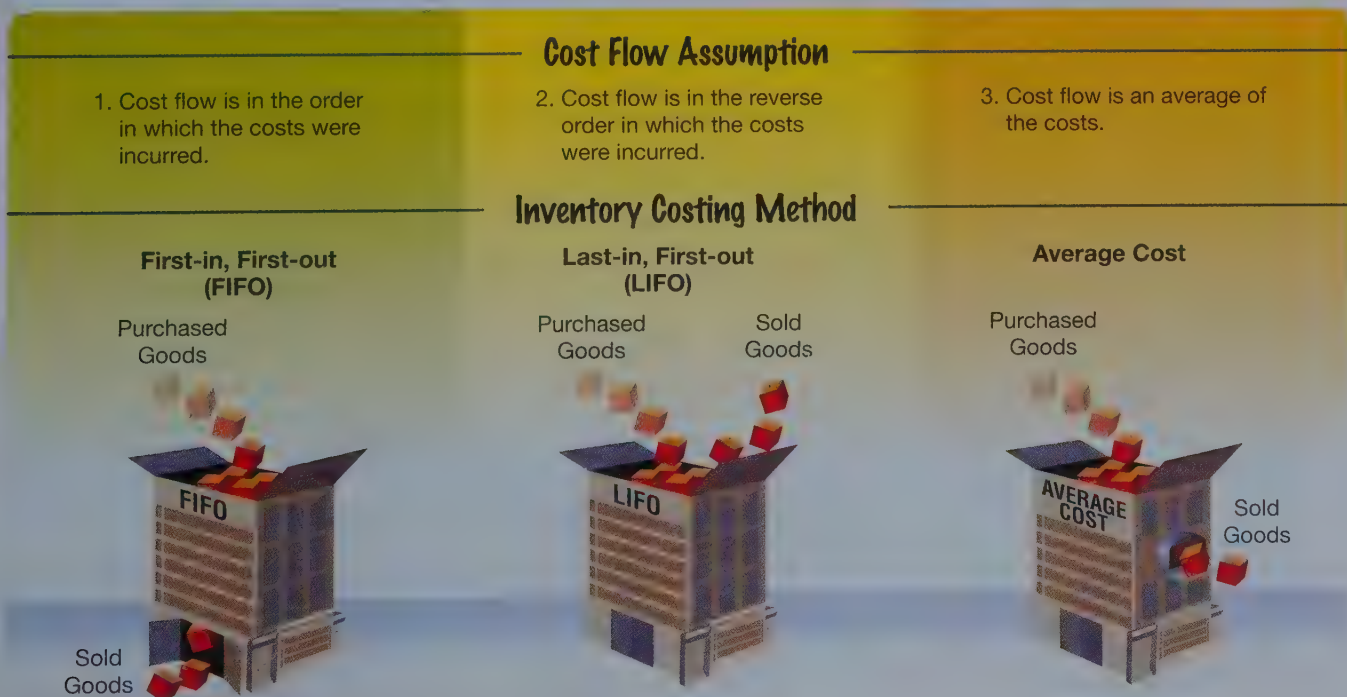 Cost Flow Assumption
1. Cost flow is in the order
in which the costs were
incurred.
2. Cost flow is in the reverse
order in which the costs
were incurred.
3. Cost flow is an average of
the costs.
Inventory Costing Method
First-in, First-out
(FIFO)
Purchased
Goods
FIFO
Sold
Goods
Last-in, First-out
(LIFO)
Purchased
Goods
Sold
Goods
LIFO
Average Cost
Purchased
Goods
AVERAGE
COST
Sold
Goods